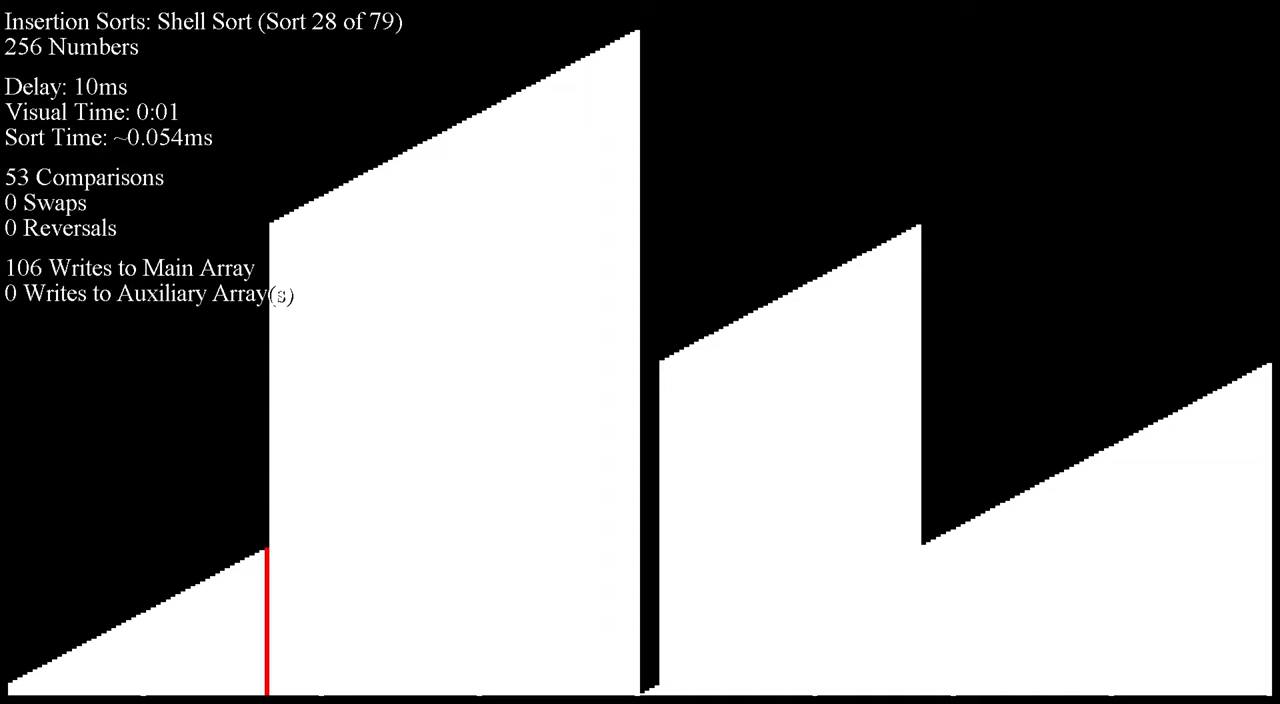 Insertion Sorts: Shell Sort (Sort 28 of 79)
256 Numbers
Delay: 10ms
Visual Time: 0:01
Sort Time: ~0.054ms
53 Comparisons
0 Swaps
0 Reversals
106 Writes to Main Array
0 Writes to Auxiliary Array(s)